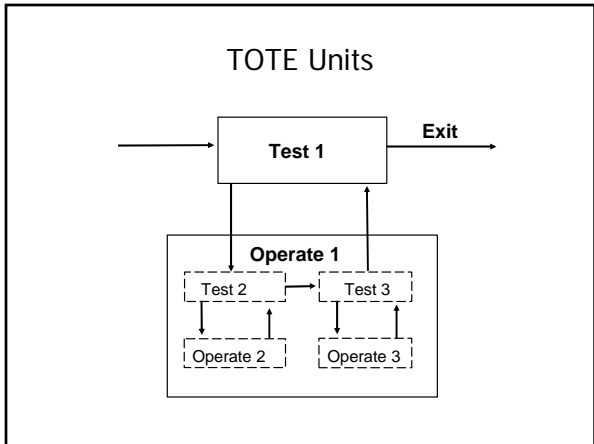 TOTE Units
Exit
Test 1
Operate 1
Test 2
Test 3
Operate 2
Operate 3